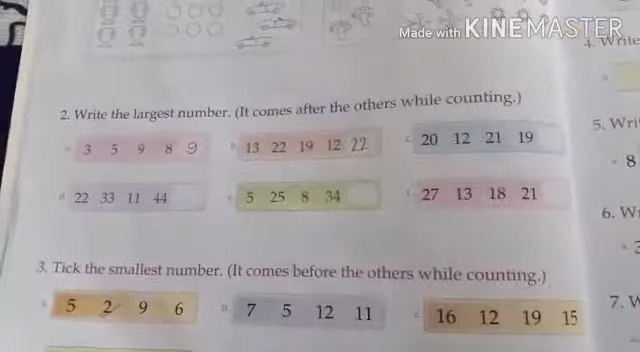 Made with KINEMASTER
4. Write
2. Write the largest number. (It comes after the others while counting.)
5. Wri
a. 3 5 9 8 9
b. 13 22 19 12 22
c. 20 12 21 19
8
d. 22 33 11 44
e. 5 25 8 34
f. 27 13 18 21
6. W
3. Tick the smallest number. (It comes before the others while counting.)
a. 5 2 9 6
b. 7 5 12 11
c. 16 12 19 15
7. W